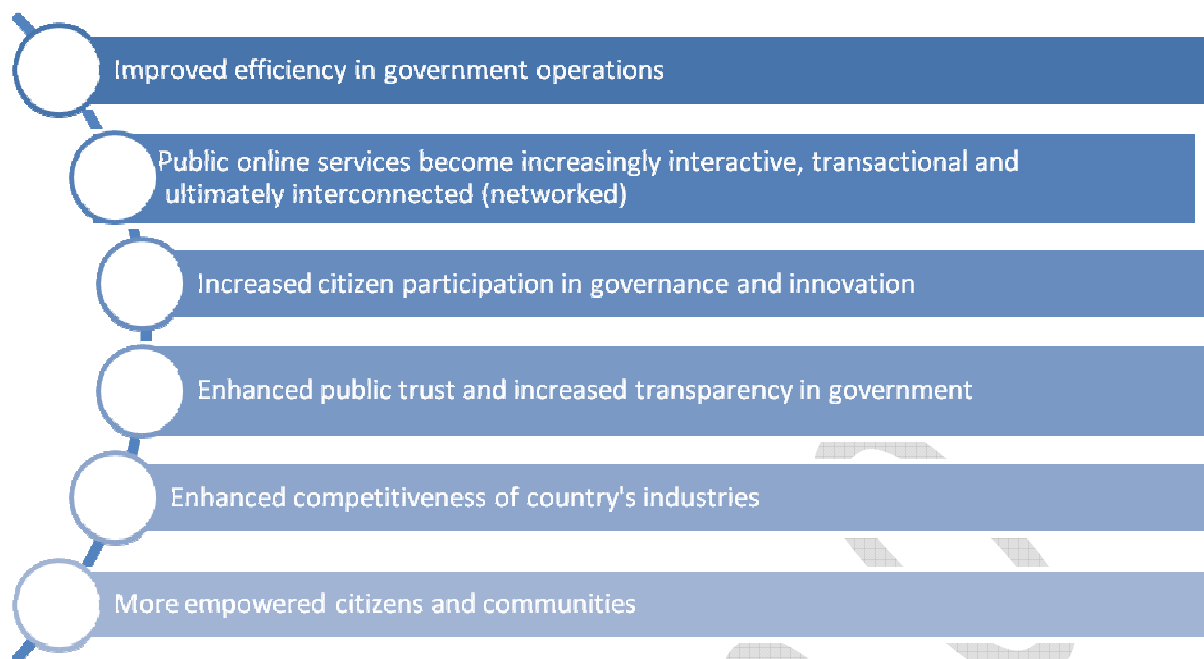 Improved efficiency in government operations
Public online services become increasingly interactive, transactional and
ultimately interconnected (networked)
Increased citizen participation in governance and innovation
Enhanced public trust and increased transparency in government
Enhanced competitiveness of country's industries
More empowered citizens and communities